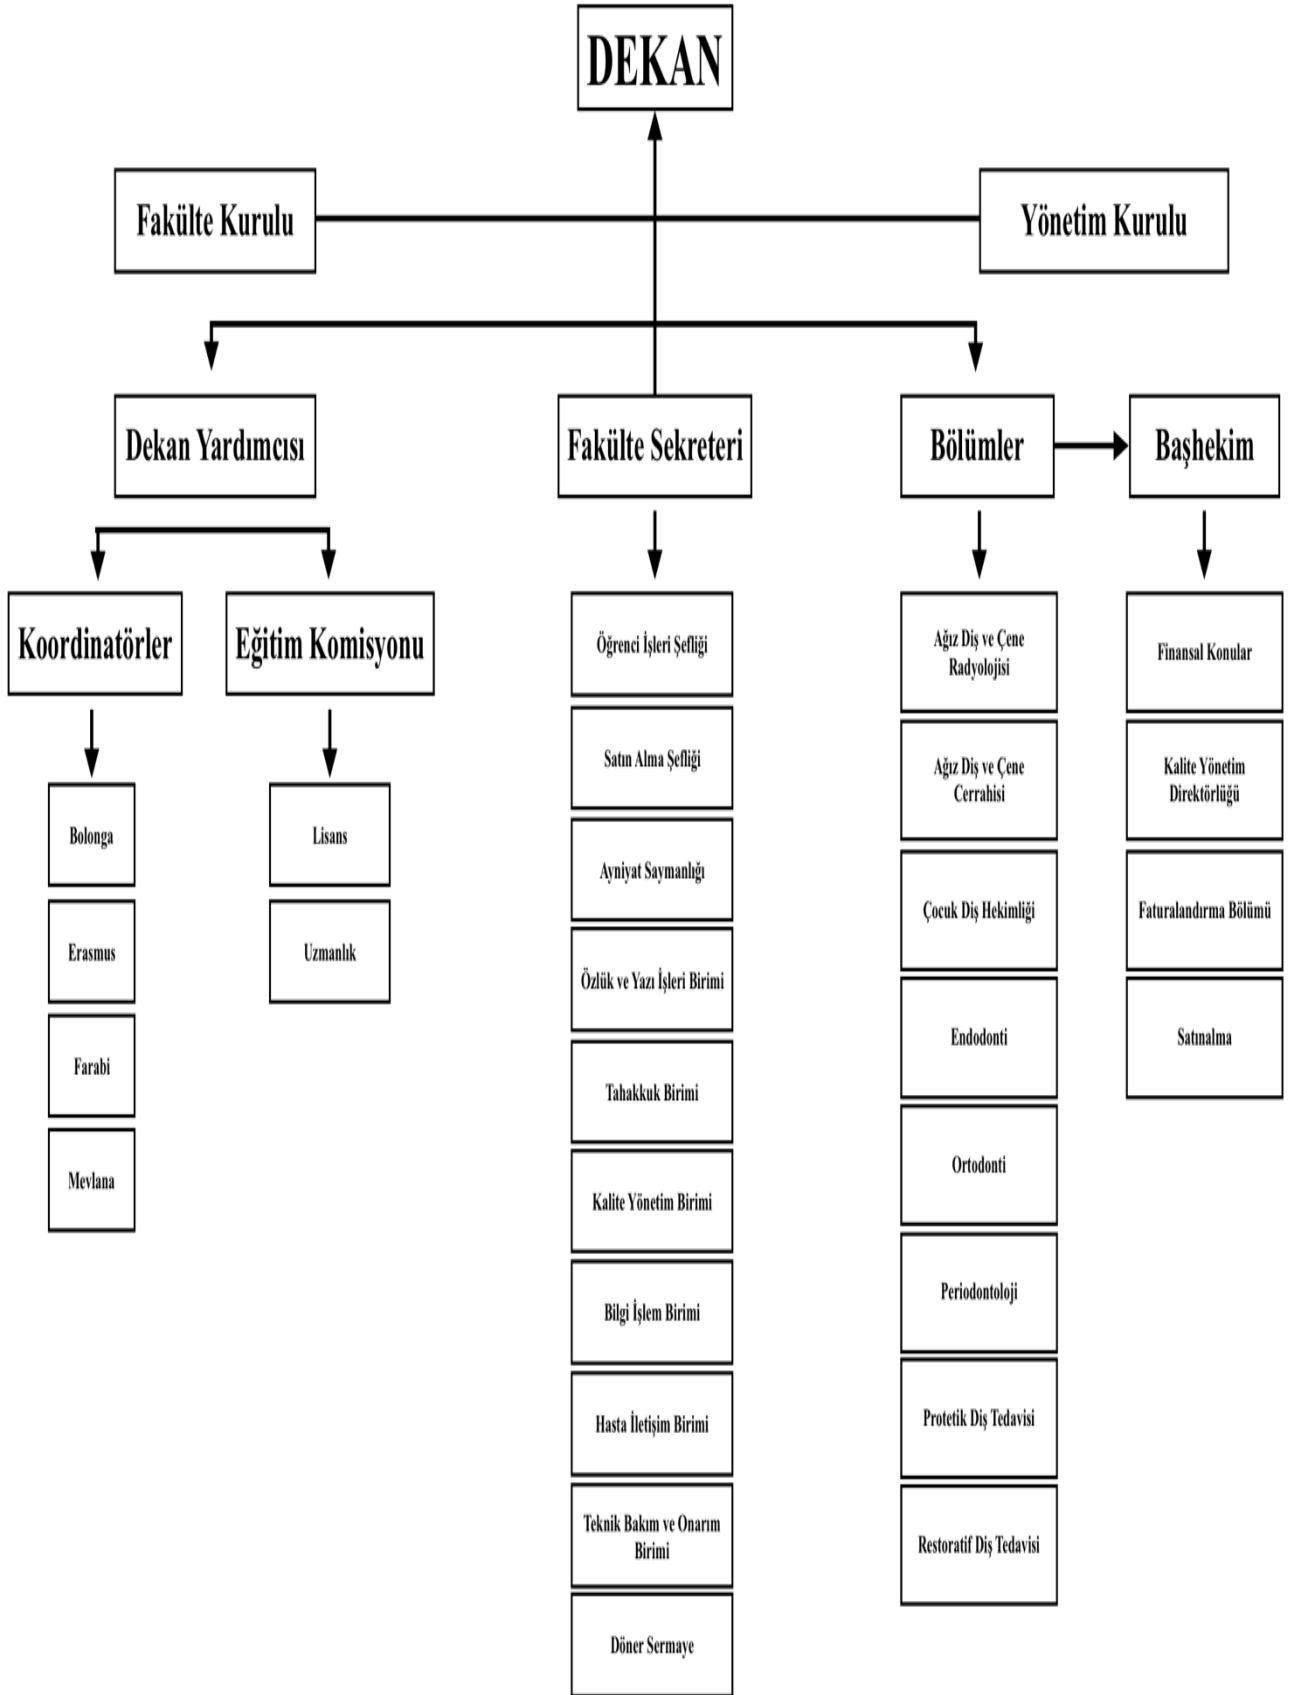 DEKAN
Fakülte Kurulu
Yönetim Kurulu
Dekan Yardımcısı
Fakülte Sekreteri
Bölümler
Başhekim
Koordinatörler
Eğitim Komisyonu
Bolonga
Erasmus
Farabi
Mevlana
Lisans
Uzmanlık
Öğrenci İşleri Şefliği
Satın Alma Şefliği
Ayniyat Saymanlığı
Özlük ve Yazı İşleri Birimi
Tahakkuk Birimi
Kalite Yönetim Birimi
Bilgi İşlem Birimi
Hasta İletişim Birimi
Teknik Bakım ve Onarım
Birimi
Döner Sermaye
Ağız Diş ve Çene
Radyolojisi
Ağız Diş ve Çene
Cerrahisi
Çocuk Diş Hekimliği
Endodonti
Ortodonti
Periodontoloji
Protetik Diş Tedavisi
Restoratif Diş Tedavisi
Finansal Konular
Kalite Yönetim
Direktörlüğü
Faturalandırma Bölümü
Satınalma